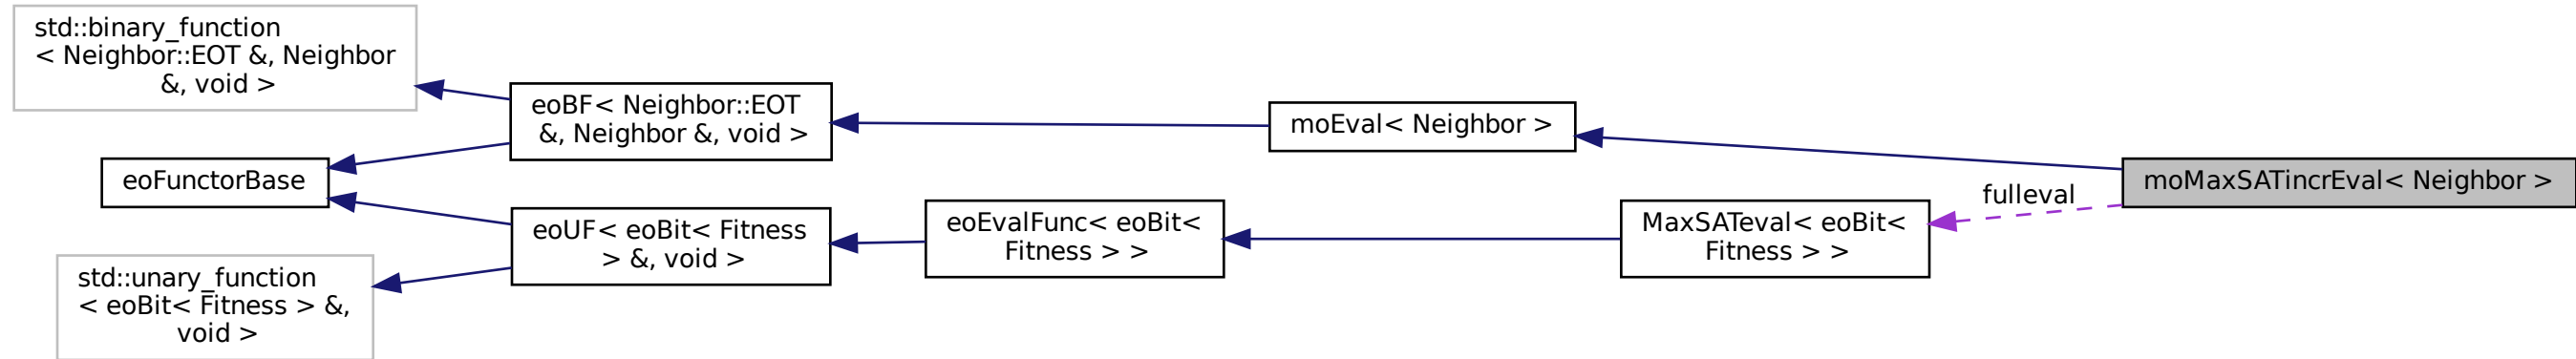 std::binary_function
< Neighbor::EOT &, Neighbor
&, void >
eoBF< Neighbor::EOT
&, Neighbor &, void >
eoFunctorBase
moEval< Neighbor >
moMaxSATincrEval< Neighbor >
fulleval
eoUF< eoBit< Fitness
> &, void >
eoEvalFunc< eoBit<
Fitness > >
MaxSATeval< eoBit<
Fitness > >
std::unary_function
< eoBit< Fitness > &,
void >